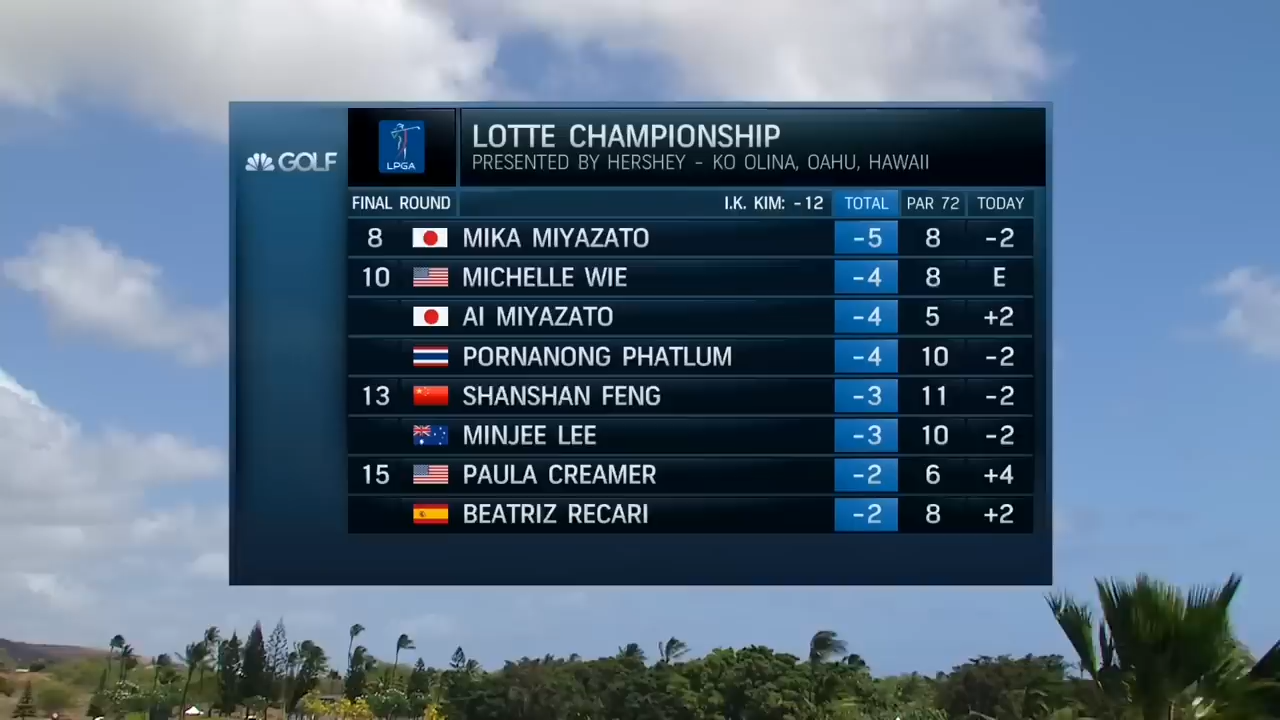 GOLF
LPGA
LOTTE CHAMPIONSHIP
PRESENTED BY HERSHEY - KO OLINA, OAHU, HAWAII
FINAL ROUND I.K. KIM: -12 TOTAL PAR 72 TODAY
8 MIKA MIYAZATO -5 8 -2
10 MICHELLE WIE -4 8 E
AI MIYAZATO -4 5 +2
PORNANONG PHATLUM -4 10 -2
13 SHANSHAN FENG -3 11 -2
MINJEE LEE -3 10 -2
15 PAULA CREAMER -2 6 +4
BEATRIZ RECARI -2 8 +2